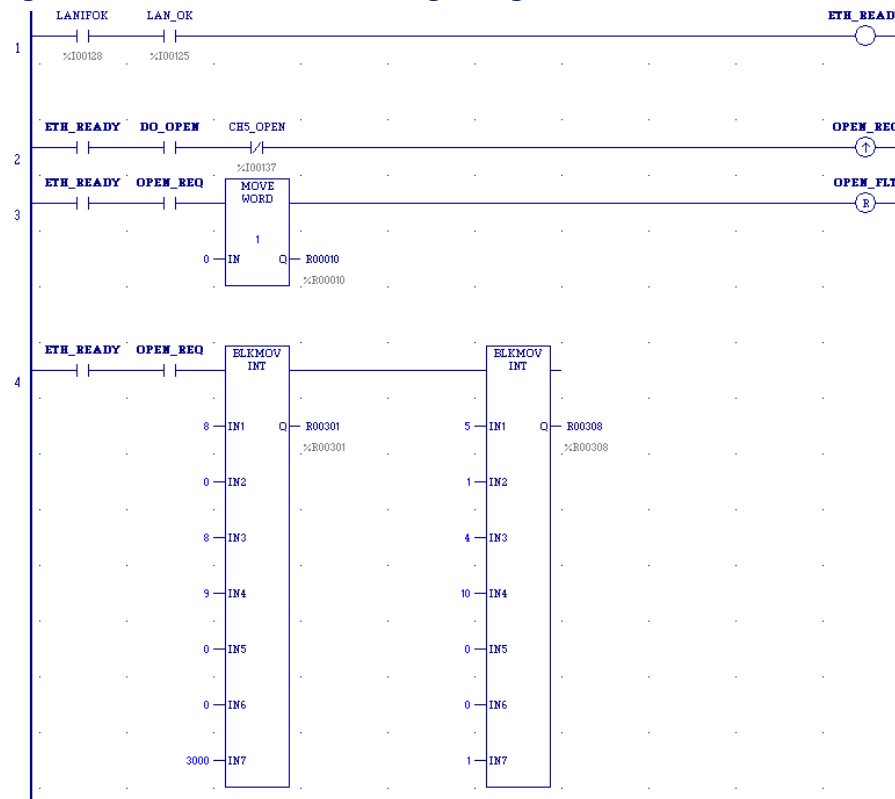 LANIFOK LAN_OK ETH_READ
1
%I00128 %I00125
ETH_READY DO_OPEN CH5_OPEN OPEN_REQ
2
%I00137
ETH_READY OPEN_REQ MOVE WORD OPEN_FLT
3 R
1
0 IN Q R00010
%R00010
ETH_READY OPEN_REQ BLKMOV INT BLKMOV INT
4
8 IN1 Q R00301 5 IN1 Q R00308
%R00301 %R00308
0 IN2 1 IN2
8 IN3 4 IN3
9 IN4 10 IN4
0 IN5 0 IN5
0 IN6 0 IN6
3000 IN7 1 IN7